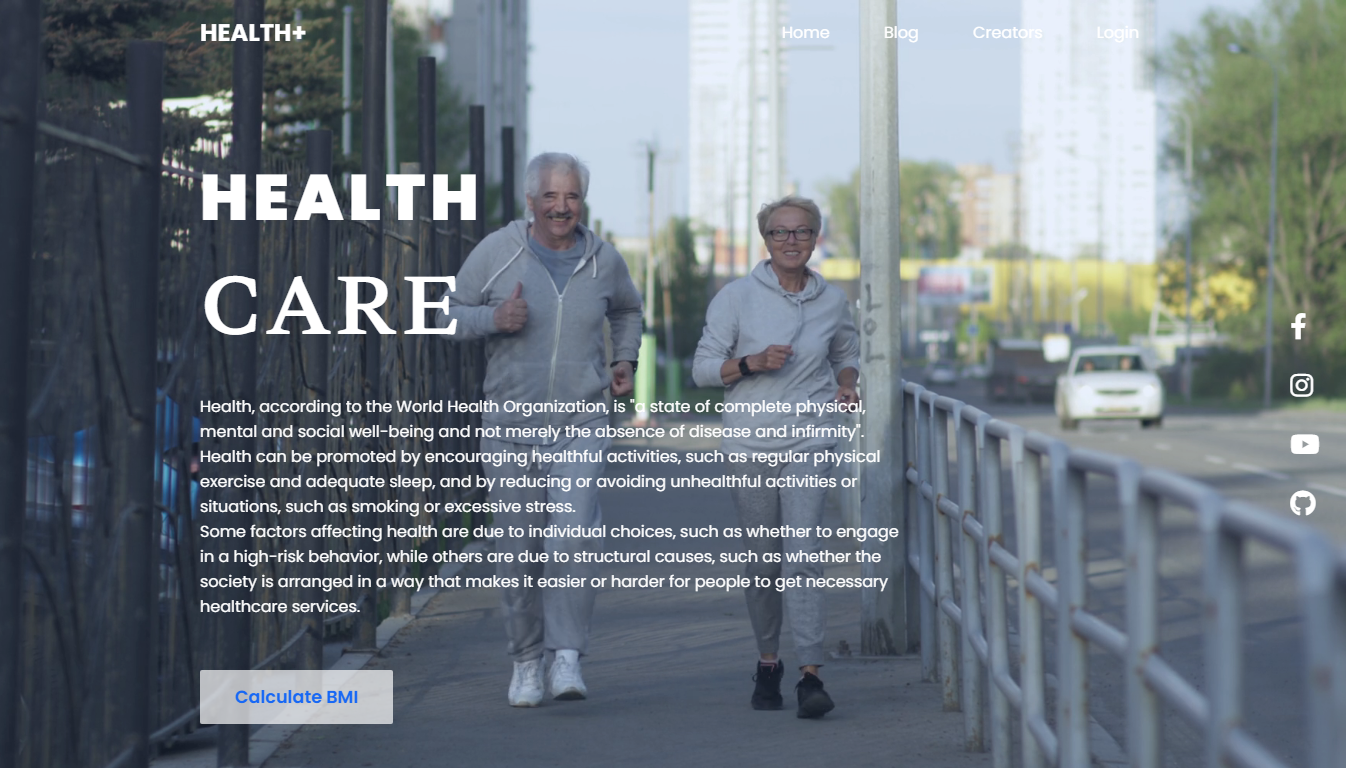 HEALTH+
Home Blog Creators Login
HEALTH
CARE
Health, according to the World Health Organization, is "a state of complete physical,
mental and social well-being and not merely the absence of disease and infirmity".
Health can be promoted by encouraging healthful activities, such as regular physical
exercise and adequate sleep, and by reducing or avoiding unhealthful activities or
situations, such as smoking or excessive stress.
Some factors affecting health are due to individual choices, such as whether to engage
in a high-risk behavior, while others are due to structural causes, such as whether the
society is arranged in a way that makes it easier or harder for people to get necessary
healthcare services.
Calculate BMI